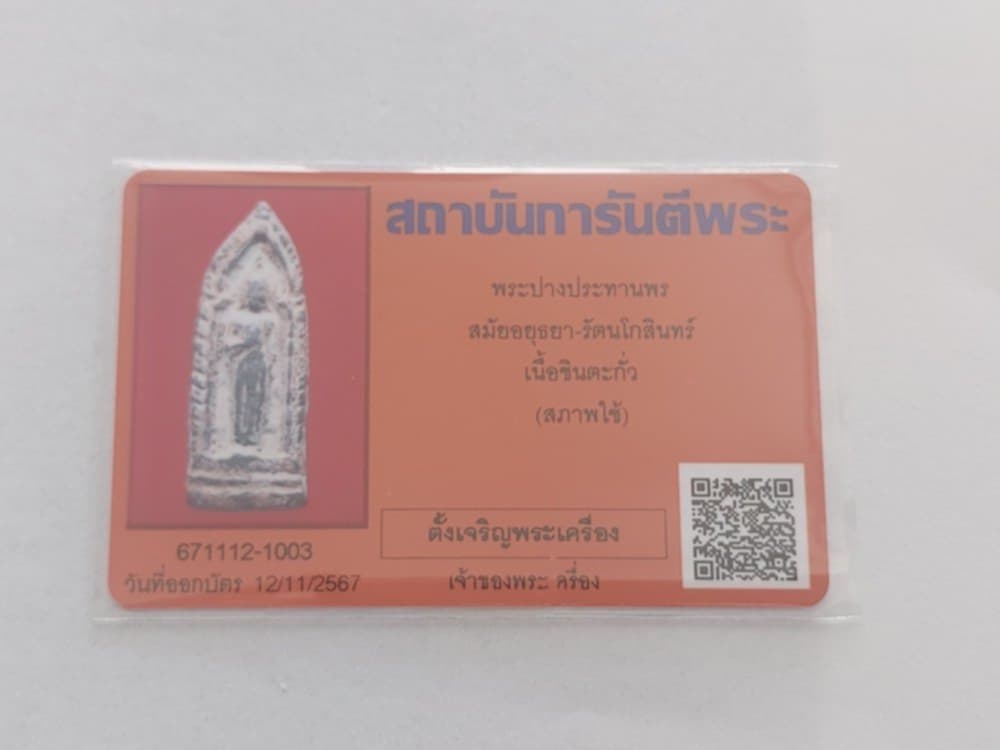 สถาบันการันตีพระ
พระปางประทานพร
สมัยอยุธยา-รัตนโกสินทร์
เนื้อชินตะกั่ว
(สภาพใช้)
ตั้งเจริญพระเครื่อง
671112-1003
วันที่ออกบัตร 12/11/2567
เจ้าของพระ